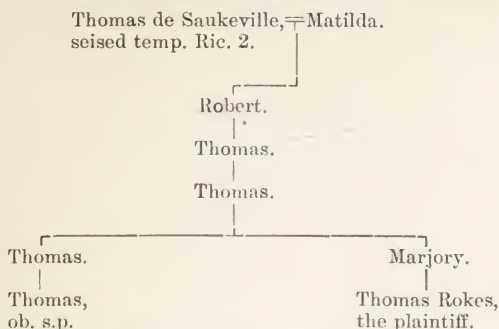 Thomas de Saukeville,=Matilda.
seised temp. Ric. 2.
Robert.
Thomas.
Thomas.
Thomas. Marjory.
Thomas, Thomas Rokes,
ob. s.p. the plaintiff.